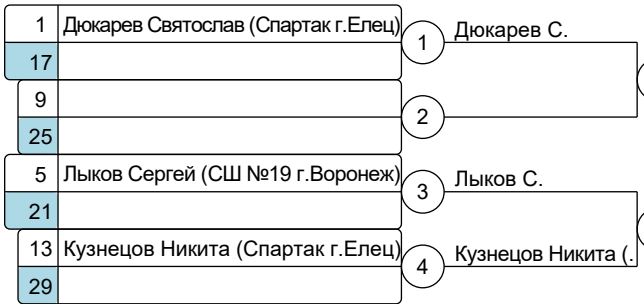 1 Дюкарев Святослав (Спартак г.Елец) 1 Дюкарев С.
17
9
2
25
5 Лыков Сергей (СШ №19 г.Воронеж) 3 Лыков С.
21
13 Кузнецов Никита (Спартак г.Елец) 4 Кузнецов Никита (.
29